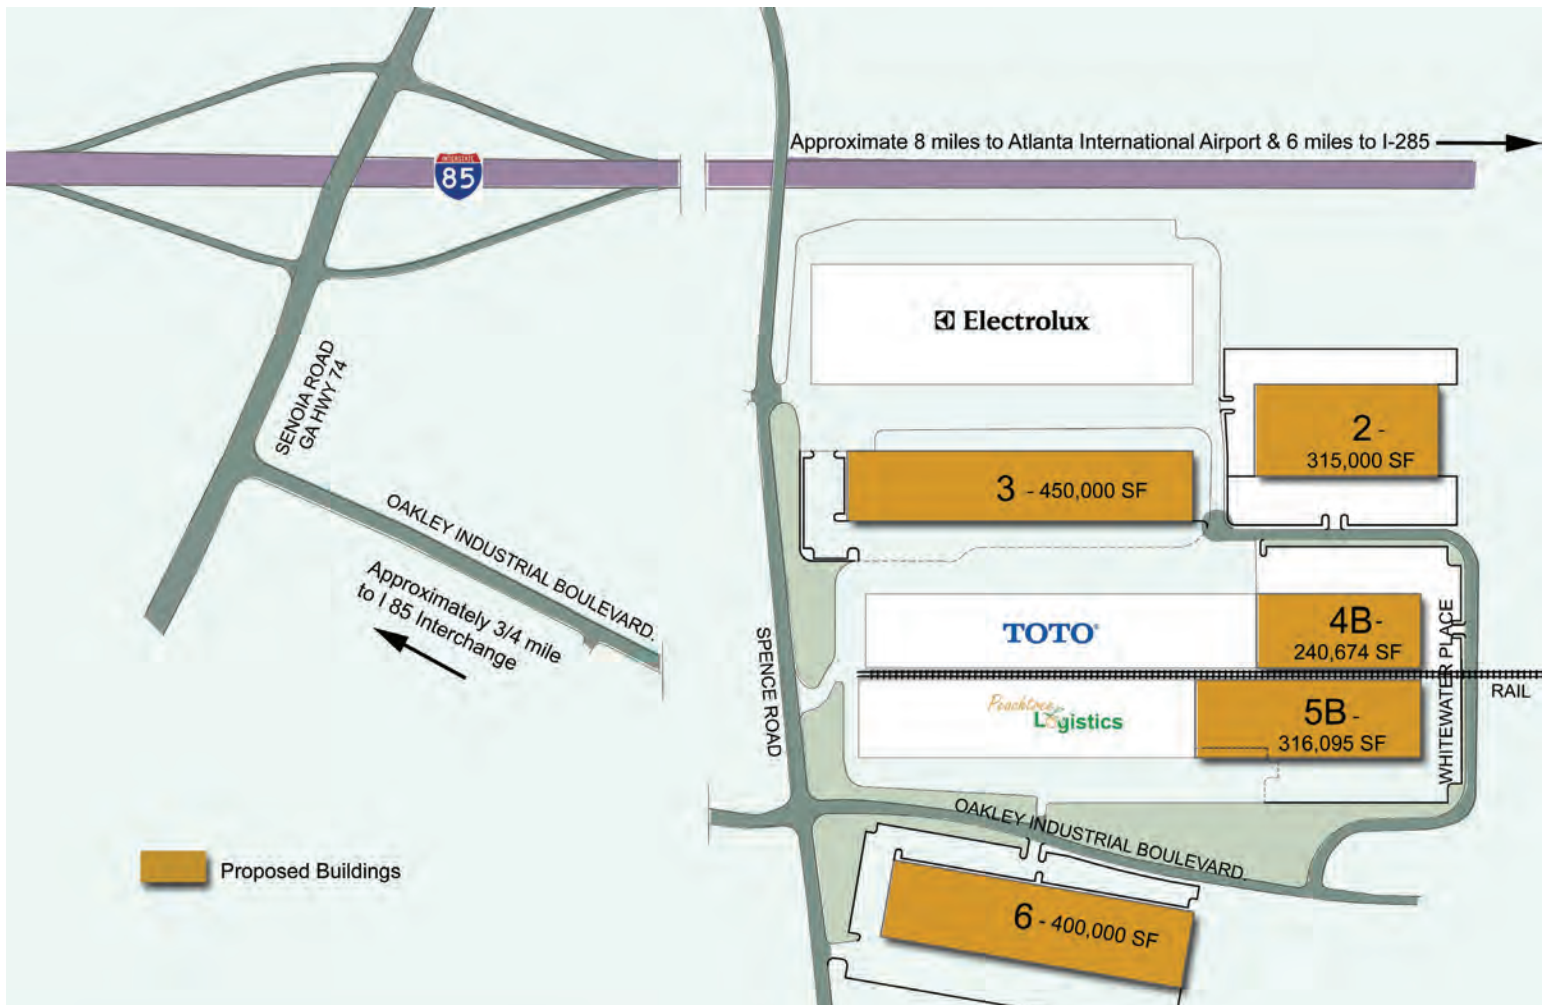 Approximate 8 miles to Atlanta International Airport & 6 miles to I-285
INTERSTATE
85
Electrolux
SENOIA ROAD
GA HWY 74
2 -
315,000 SF
3 - 450,000 SF
OAKLEY INDUSTRIAL BOULEVARD.
Approximately 3/4 mile
to I 85 Interchange
SPENCE ROAD
TOTO
4B-
240,674 SF
WHITEWATER PLACE
RAIL
Peachtree
Logistics
5B -
316,095 SF
OAKLEY INDUSTRIAL BOULEVARD.
Proposed Buildings
6 - 400,000 SF